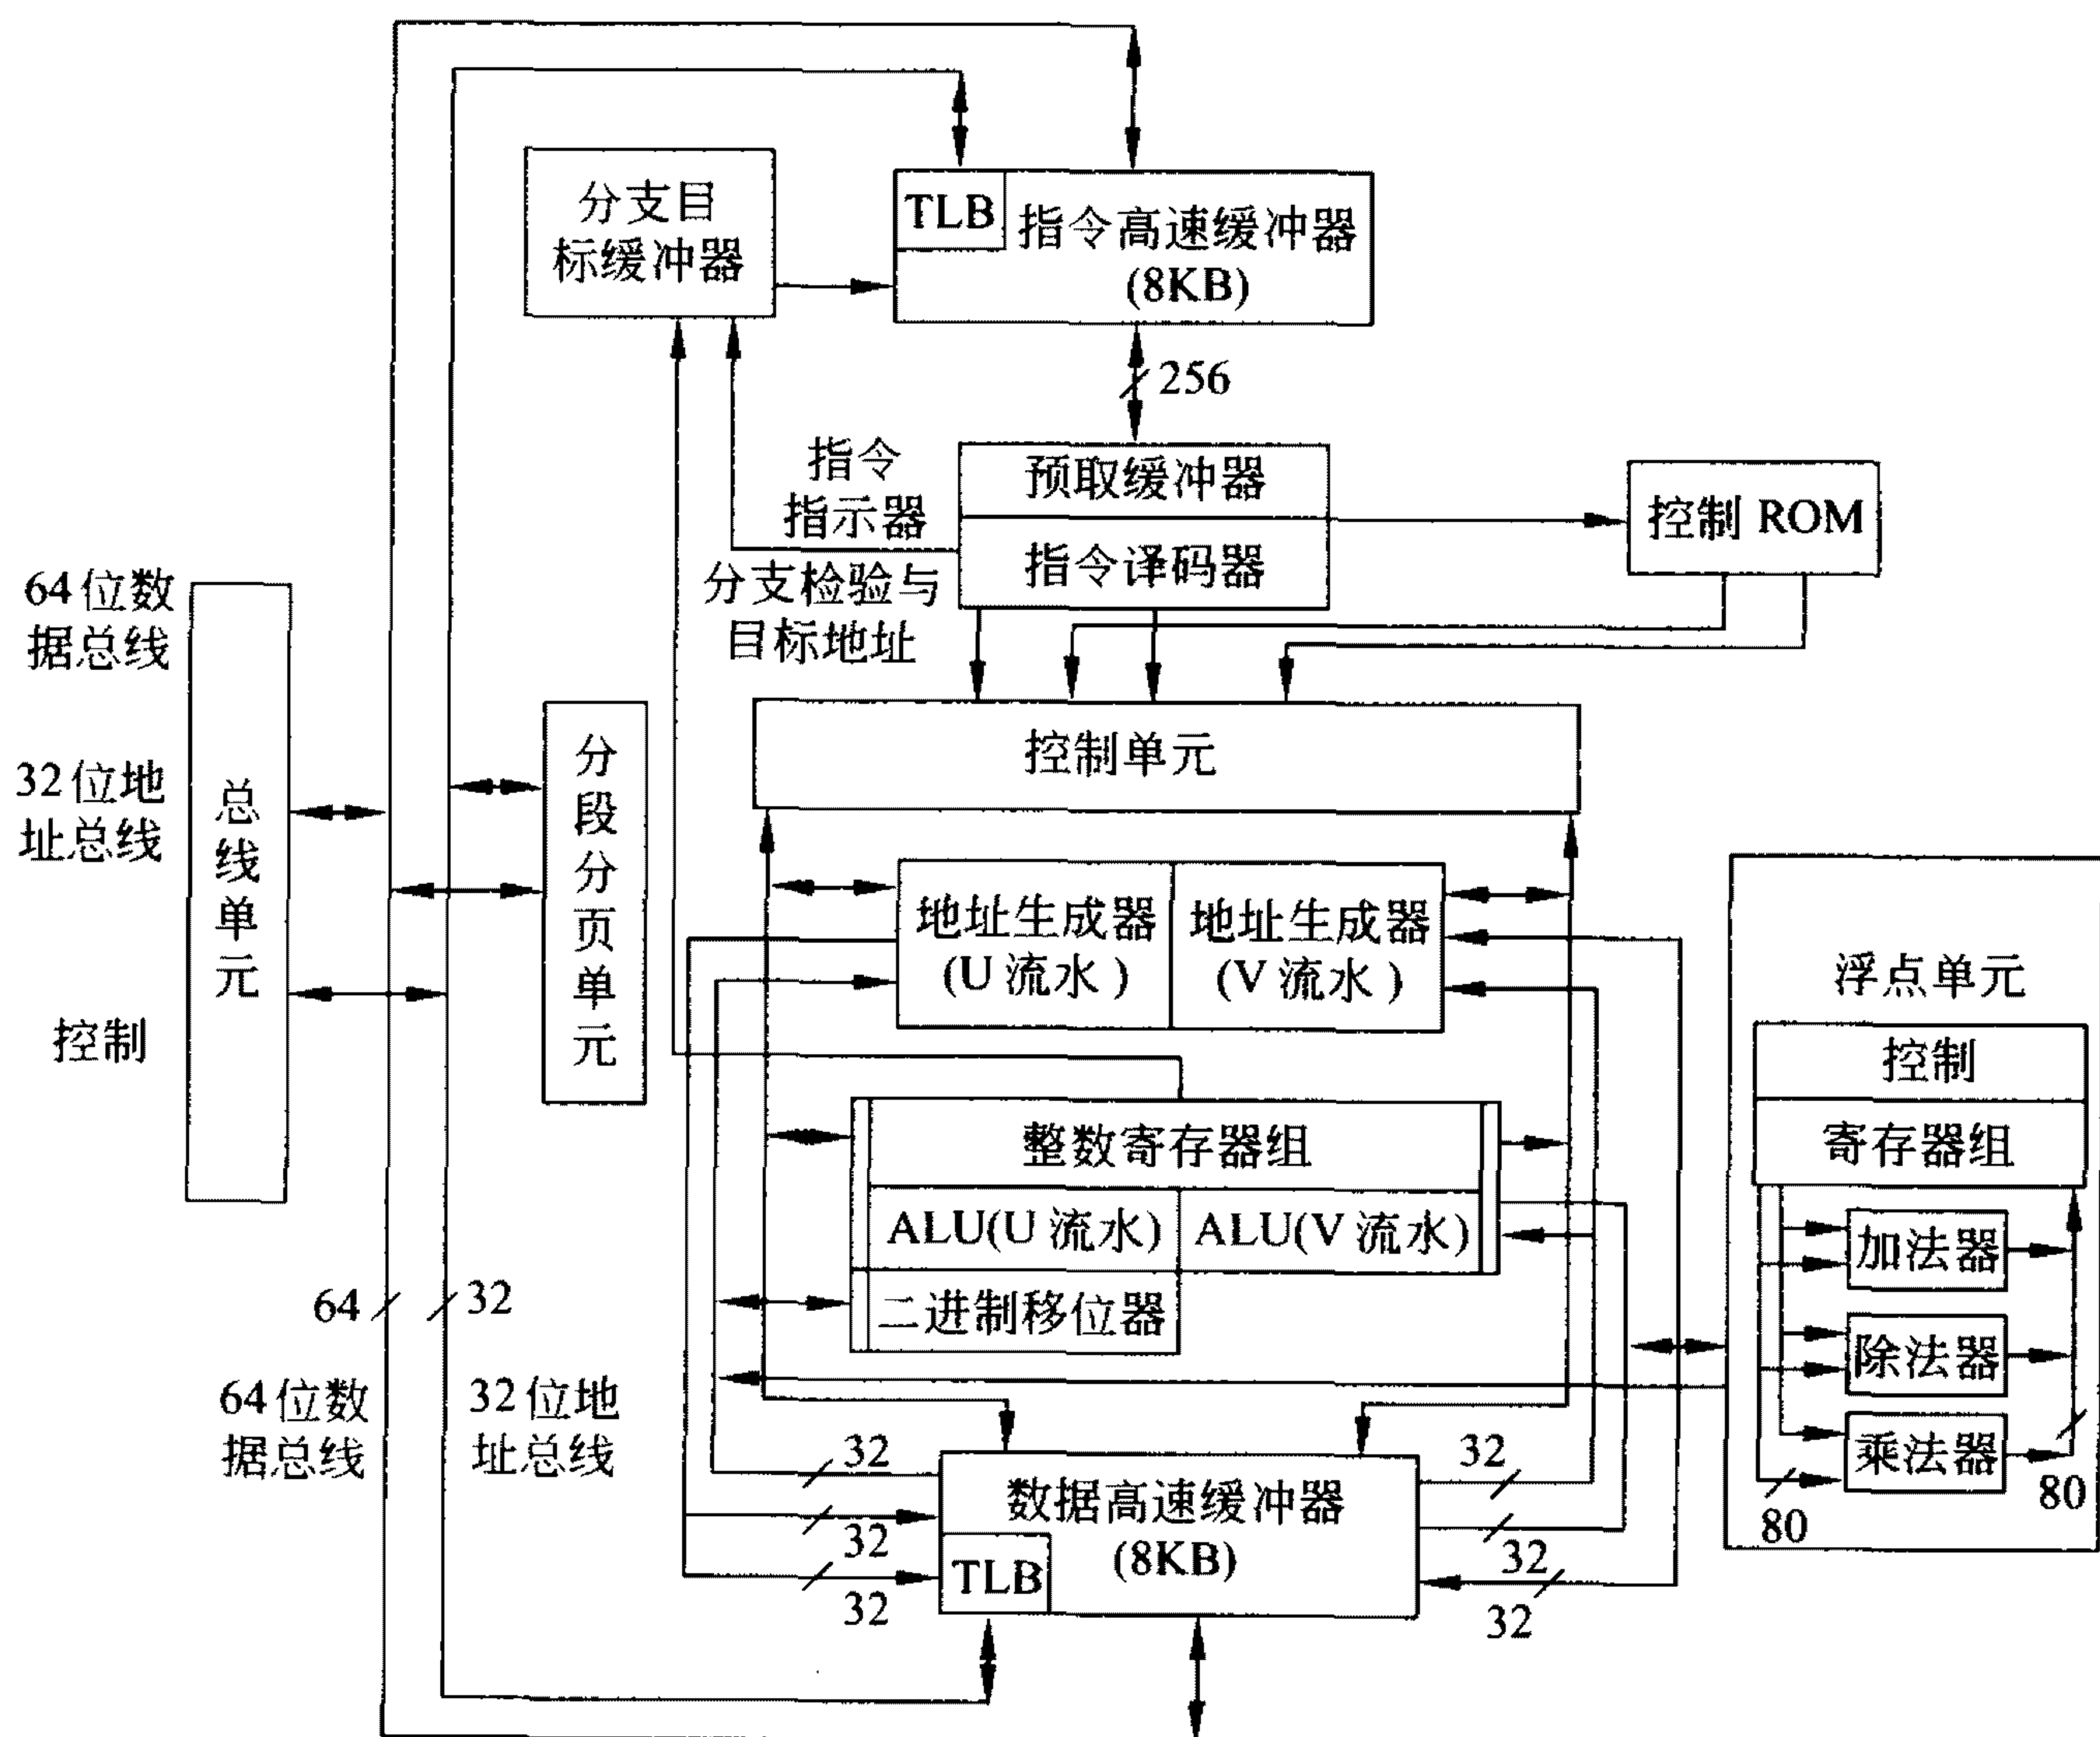 分支目
标缓冲器
TLB
指令高速缓冲器
(8KB)
256
指令
指示器
预取缓冲器
指令译码器
控制 ROM
分支检验与
目标地址
64 位数
据总线
32 位地
址总线
控制
总线单元
分段分页单元
控制单元
地址生成器
(U 流水 )
地址生成器
(V 流水 )
浮点单元
控制
寄存器组
整数寄存器组
ALU(U 流水)
ALU(V 流水)
二进制移位器
加法器
除法器
乘法器
80
80
64
32
64 位数
据总线
32 位地
址总线
32
32
32
数据高速缓冲器
(8KB)
TLB
32
32
32